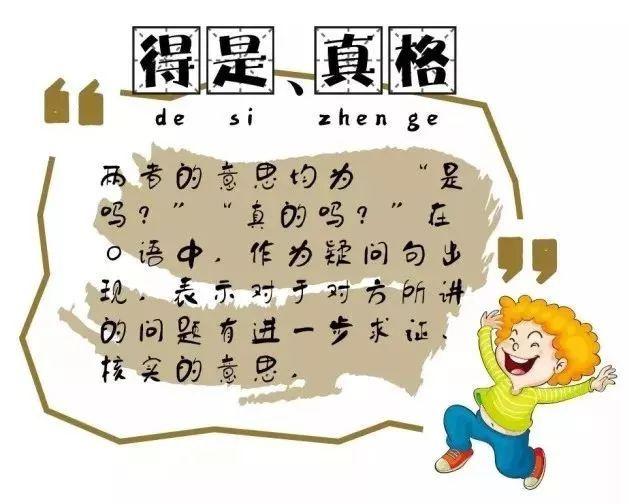 得是、真格
de si zhen ge
两者的意思均为 “是
吗？”“真的吗？”在
口语中，作为疑问句出
现，表示对于对方所讲
的问题有进一步求证、
核实的意思。